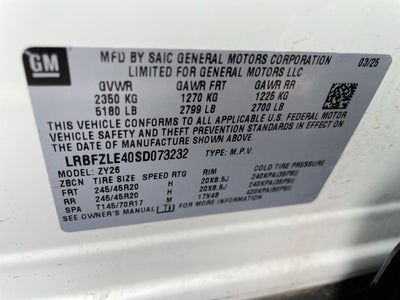 GM
MFD BY SAIC GENERAL MOTORS CORPORATION 03/25
LIMITED FOR GENERAL MOTORS LLC
GVWR GAWR FRT GAWR RR
2350 KG 1270 KG 1225 KG
5180 LB 2799 LB 2700 LB
THIS VEHICLE CONFORMS TO ALL APPLICABLE U.S. FEDERAL MOTOR
VEHICLE SAFETY AND THEFT PREVENTION STANDARDS IN EFFECT ON
THE DATE OF MANUFACTURE SHOWN ABOVE.
LRBFZLE40SD073232 TYPE: M.P.V.
MODEL: ZY26
ZBCN TIRE SIZE SPEED RTG RIM COLD TIRE PRESSURE
FRT 245/45R20 H 20X8.5J 240KPA(35PSI)
RR 245/45R20 H 20X8.5J 240KPA(35PSI)
SPA T145/70R17 M 17X4B 420KPA(60PSI)
SEE OWNER'S MANUAL FOR MORE INFORMATION